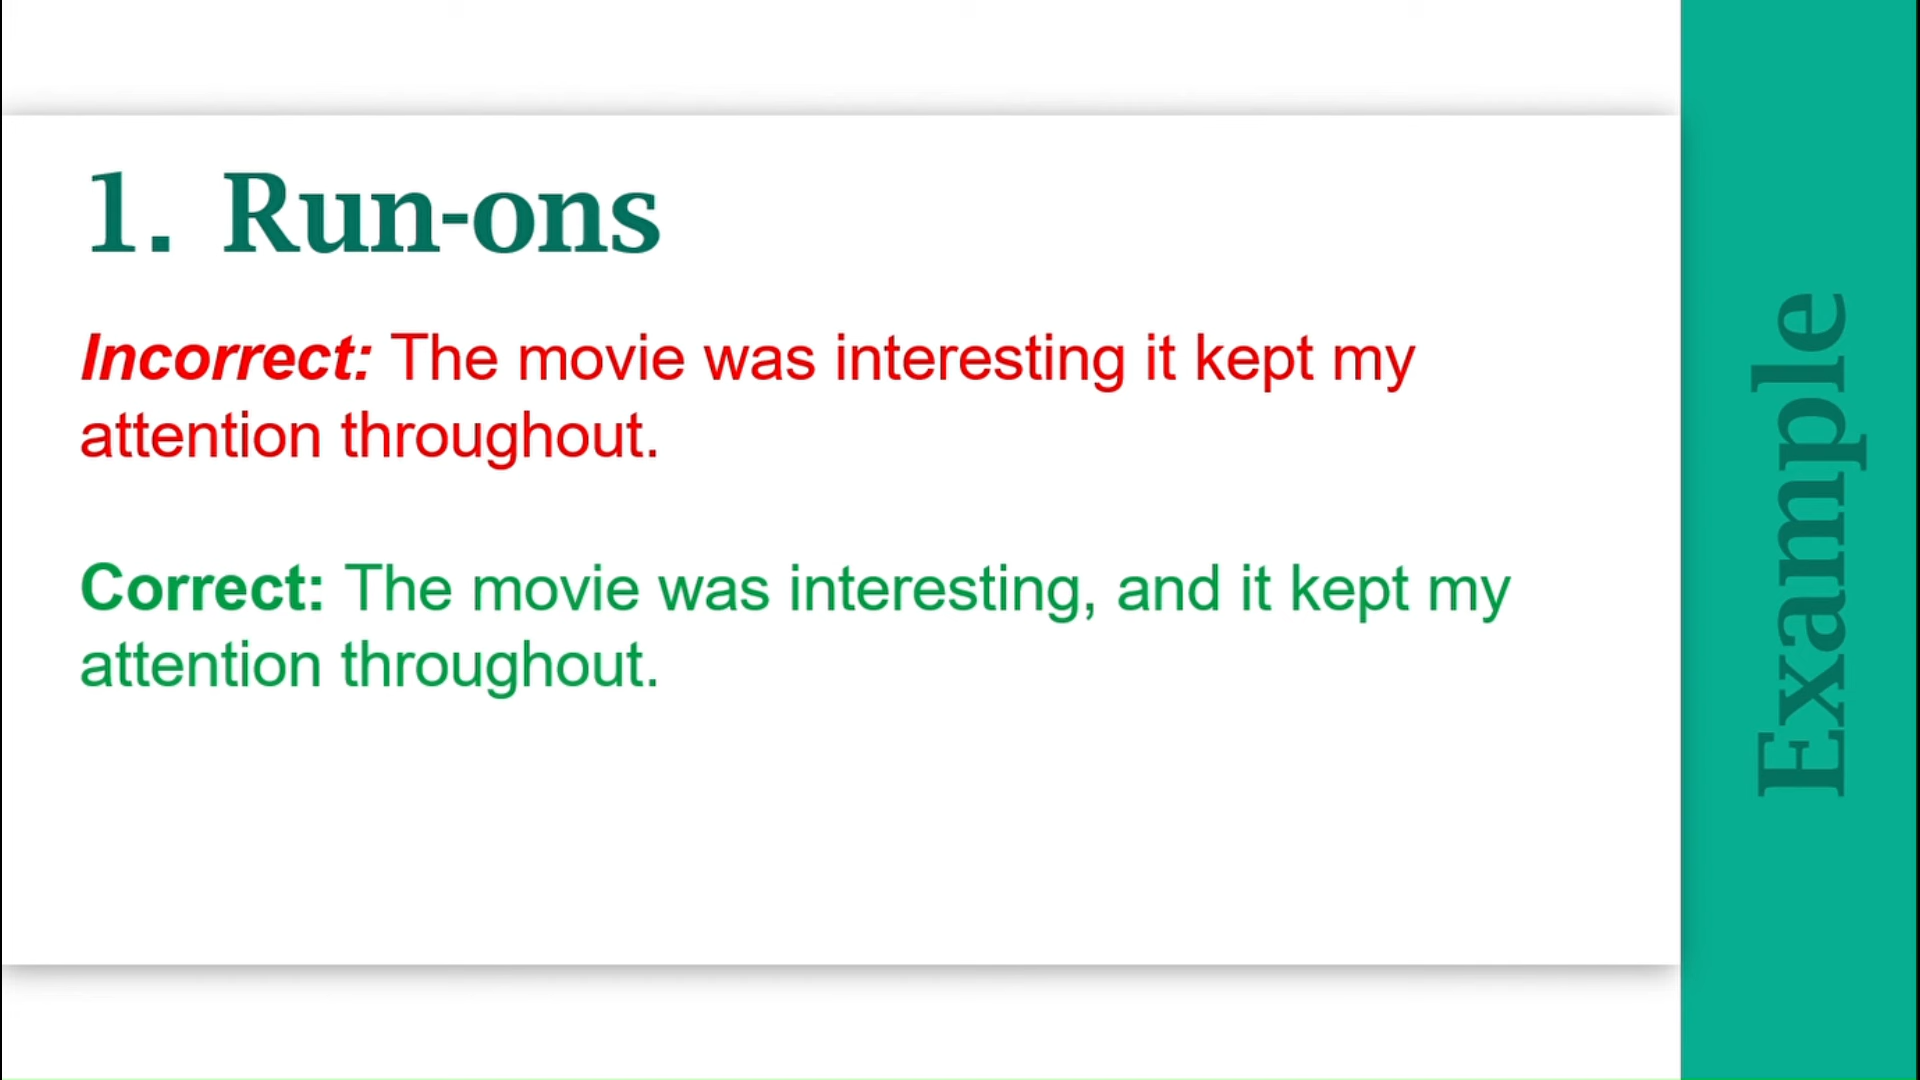 1. Run-ons
Incorrect: The movie was interesting it kept my
attention throughout.
Correct: The movie was interesting, and it kept my
attention throughout.
Example